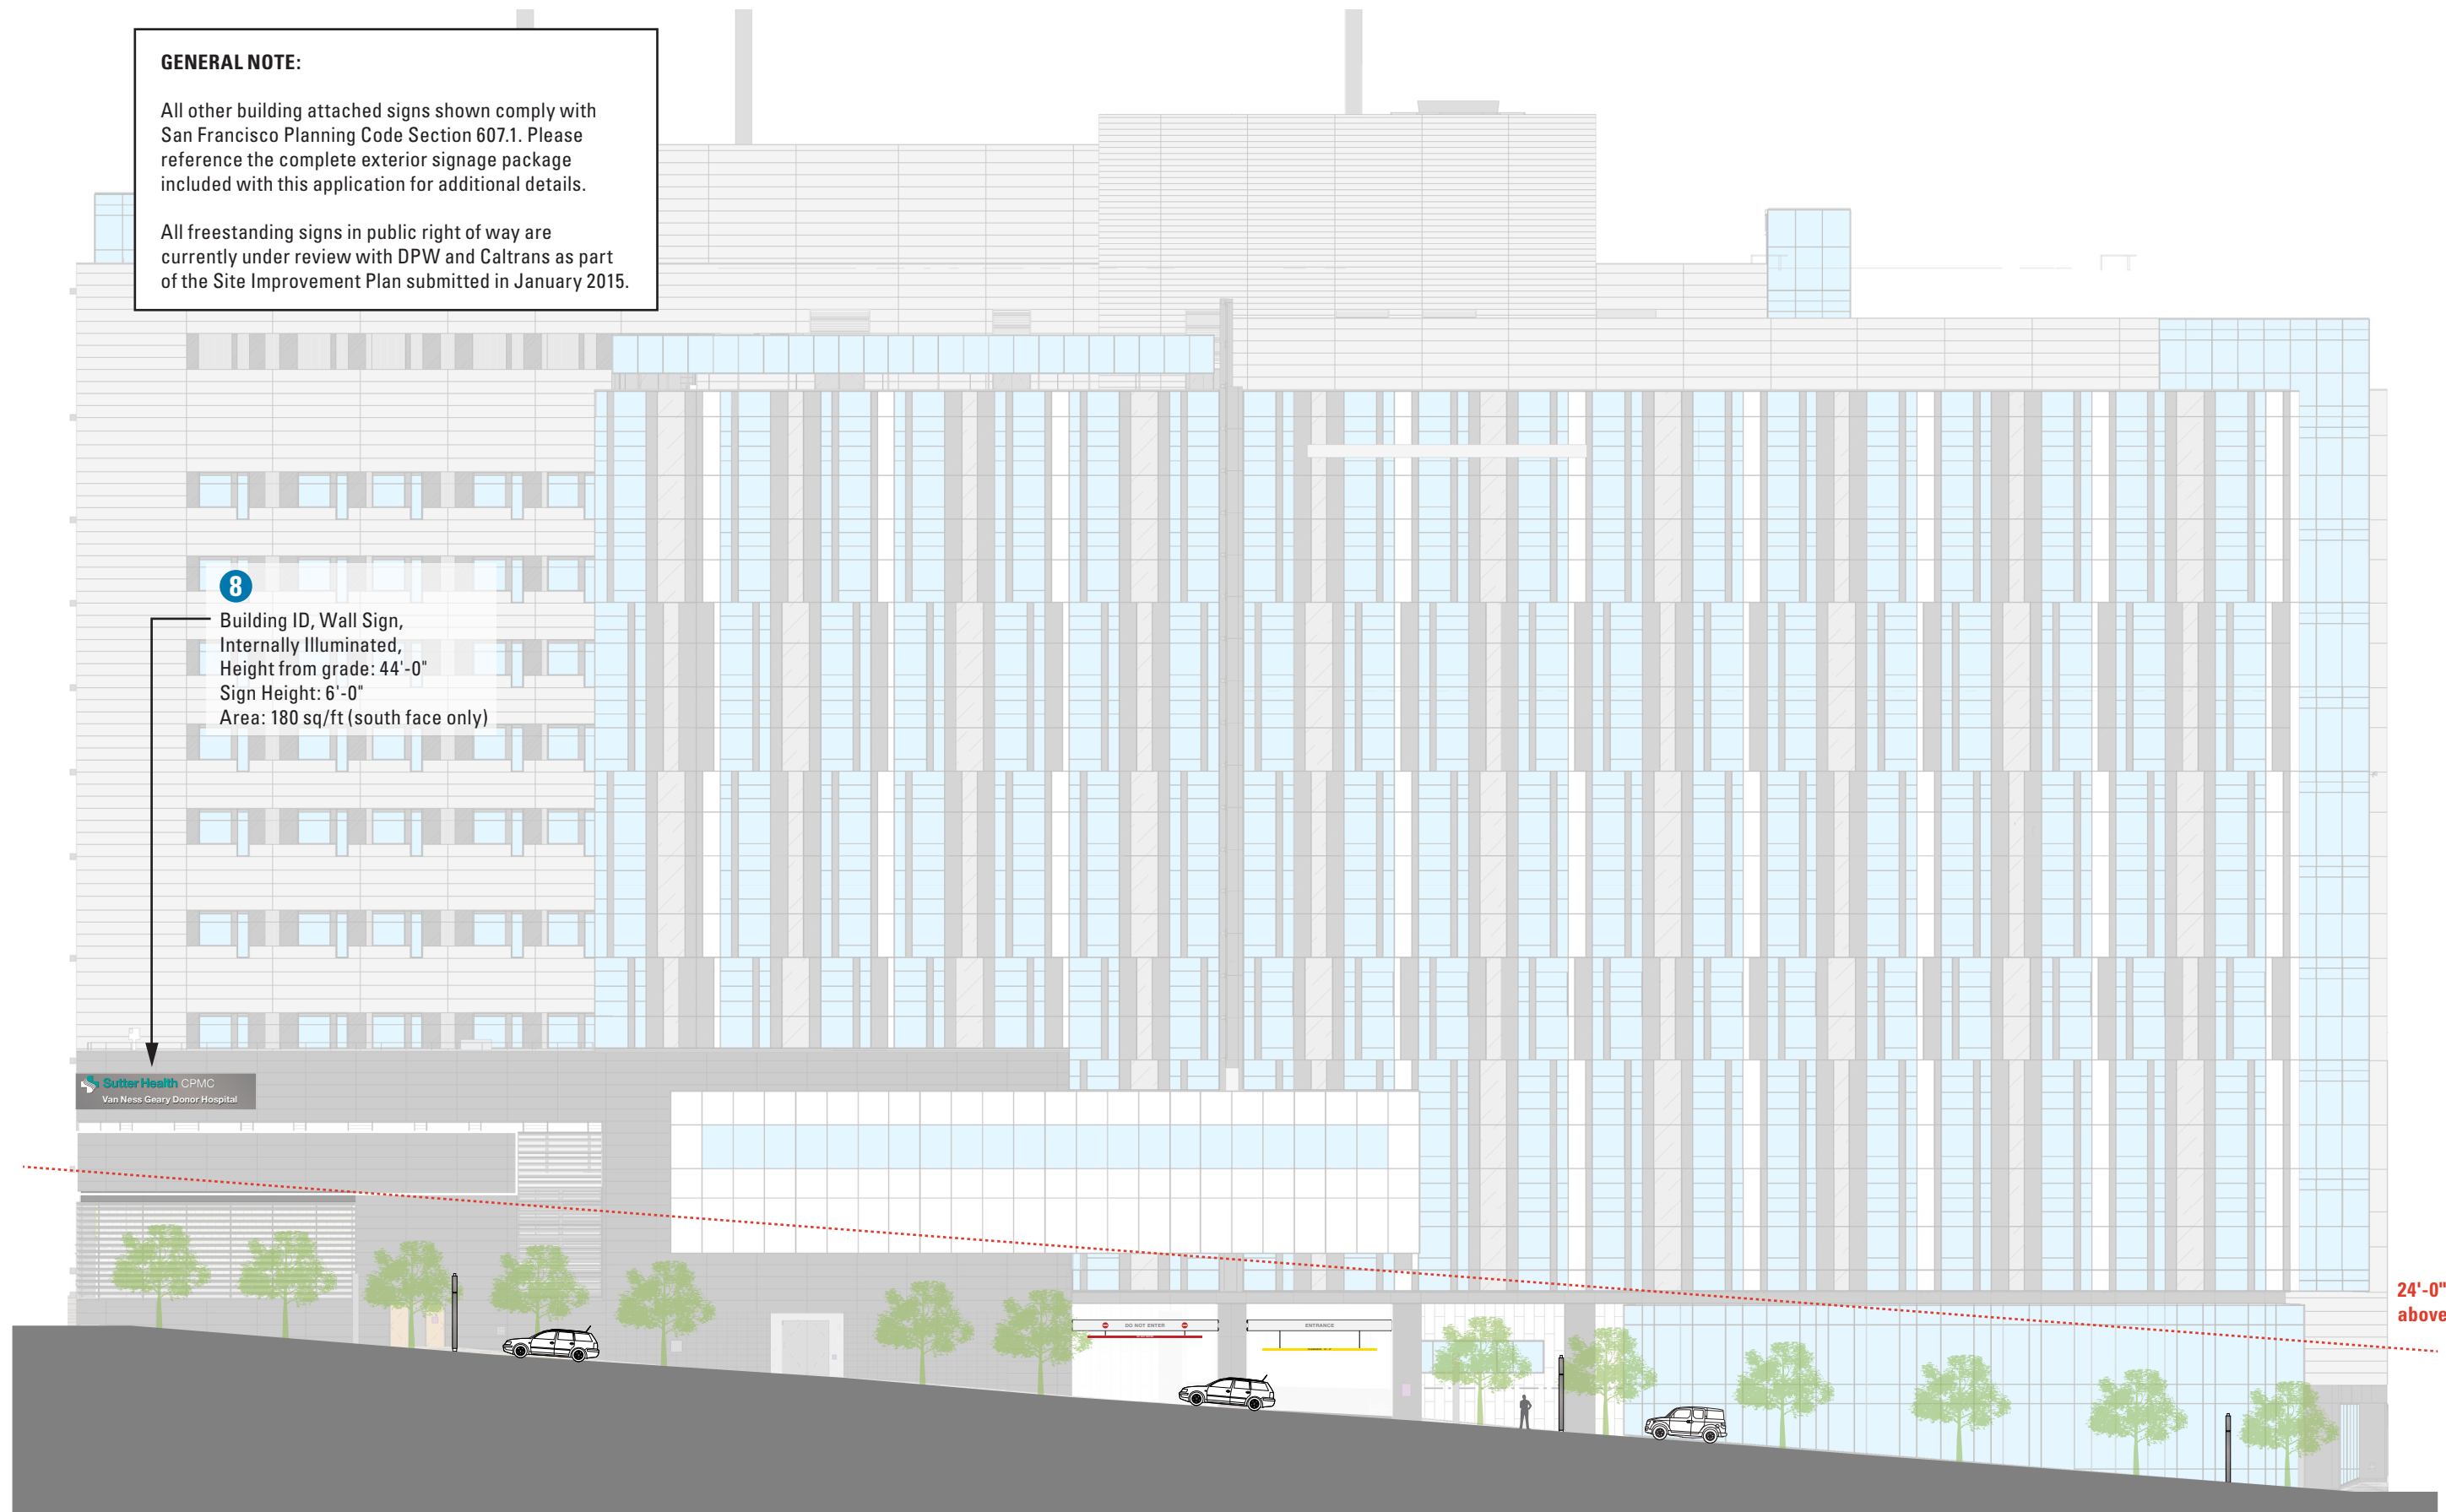 GENERAL NOTE:
All other building attached signs shown comply with
San Francisco Planning Code Section 607.1. Please
reference the complete exterior signage package
included with this application for additional details.
All freestanding signs in public right of way are
currently under review with DPW and Caltrans as part
of the Site Improvement Plan submitted in January 2015.
8
Building ID, Wall Sign,
Internally Illuminated,
Height from grade: 44'-0"
Sign Height: 6'-0"
Area: 180 sq/ft (south face only)
Sutter Health CPMC
Van Ness Geary Donor Hospital
24'-0"
above
DO NOT ENTER
ENTRANCE